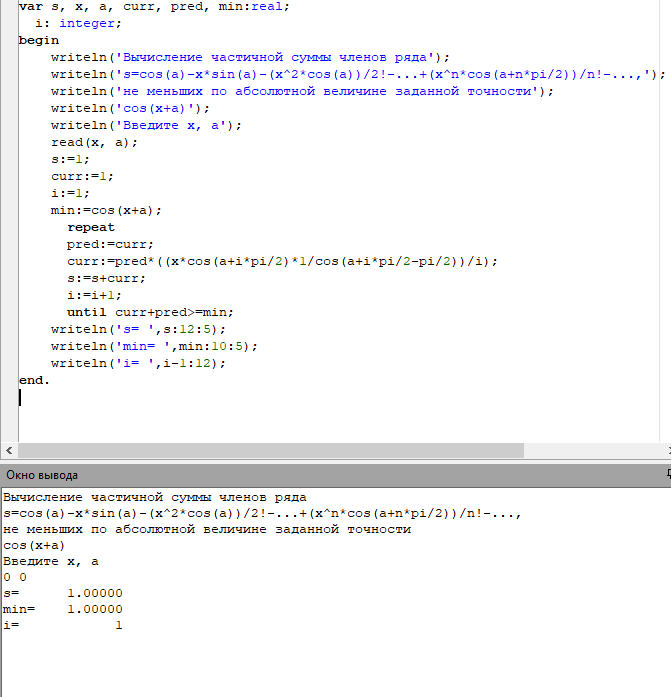 var s, x, a, curr, pred, min:real;
i: integer;
begin
writeln('Вычисление частичной суммы членов ряда');
writeln('s=cos(a)-x*sin(a)-(x^2*cos(a))/2!-...+(x^n*cos(a+n*pi/2))/n!-...,');
writeln('не меньших по абсолютной величине заданной точности');
writeln('cos(x+a)');
writeln('Введите x, a');
read(x, a);
s:=1;
curr:=1;
i:=1;
min:=cos(x+a);
repeat
pred:=curr;
curr:=pred*((x*cos(a+i*pi/2)*1/cos(a+i*pi/2-pi/2))/i);
s:=s+curr;
i:=i+1;
until curr+pred>=min;
writeln('s= ',s:12:5);
writeln('min= ',min:10:5);
writeln('i= ',i-1:12);
end.
Окно вывода
Вычисление частичной суммы членов ряда
s=cos(a)-x*sin(a)-(x^2*cos(a))/2!-...+(x^n*cos(a+n*pi/2))/n!-...,
не меньших по абсолютной величине заданной точности
cos(x+a)
Введите x, a
0 0
s=      1.00000
min=    1.00000
i=            1